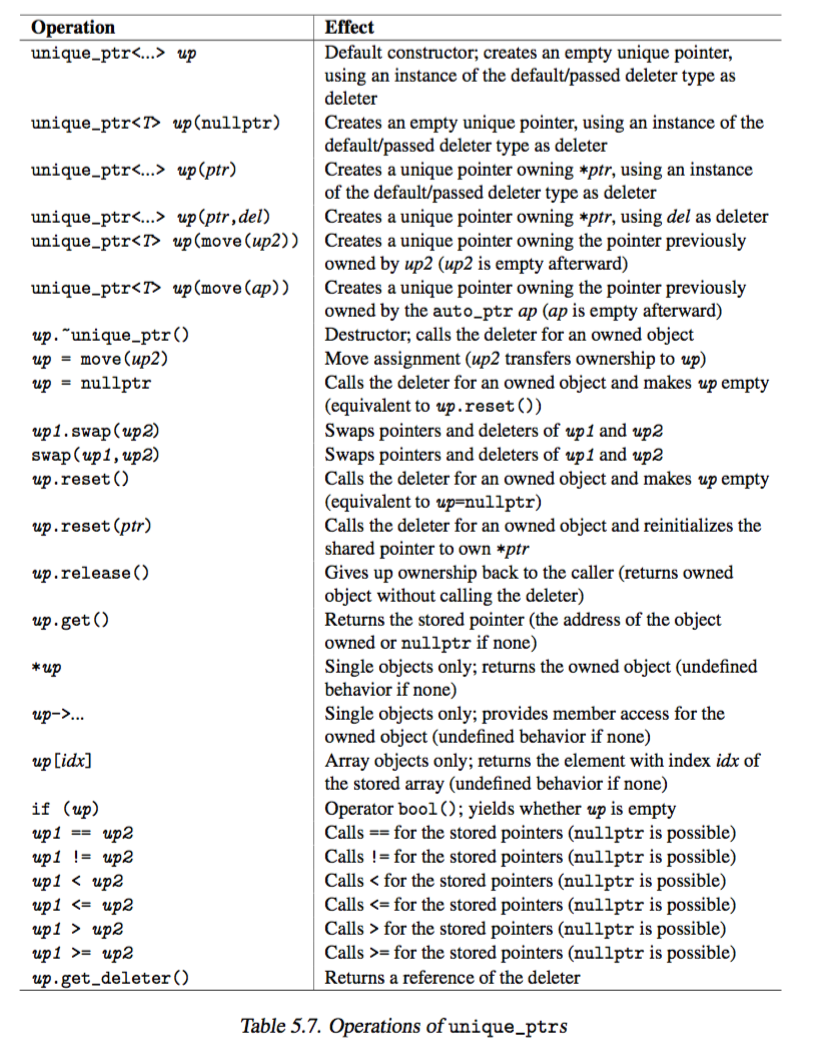 Operation Effect
unique_ptr<...> up Default constructor; creates an empty unique pointer,
using an instance of the default/passed deleter type as
deleter
unique_ptr<T> up(nullptr) Creates an empty unique pointer, using an instance of the
default/passed deleter type as deleter
unique_ptr<...> up(ptr) Creates a unique pointer owning *ptr, using an instance
of the default/passed deleter type as deleter
unique_ptr<...> up(ptr,del) Creates a unique pointer owning *ptr, using del as deleter
unique_ptr<T> up(move(up2)) Creates a unique pointer owning the pointer previously
owned by up2 (up2 is empty afterward)
unique_ptr<T> up(move(ap)) Creates a unique pointer owning the pointer previously
owned by the auto_ptr ap (ap is empty afterward)
up.~unique_ptr() Destructor; calls the deleter for an owned object
up = move(up2) Move assignment (up2 transfers ownership to up)
up = nullptr Calls the deleter for an owned object and makes up empty
(equivalent to up.reset())
up1.swap(up2) Swaps pointers and deleters of up1 and up2
swap(up1,up2) Swaps pointers and deleters of up1 and up2
up.reset() Calls the deleter for an owned object and makes up empty
(equivalent to up=nullptr)
up.reset(ptr) Calls the deleter for an owned object and reinitializes the
shared pointer to own *ptr
up.release() Gives up ownership back to the caller (returns owned
object without calling the deleter)
up.get() Returns the stored pointer (the address of the object
owned or nullptr if none)
*up Single objects only; returns the owned object (undefined
behavior if none)
up->... Single objects only; provides member access for the
owned object (undefined behavior if none)
up[idx] Array objects only; returns the element with index idx of
the stored array (undefined behavior if none)
if (up) Operator bool(); yields whether up is empty
up1 == up2 Calls == for the stored pointers (nullptr is possible)
up1 != up2 Calls != for the stored pointers (nullptr is possible)
up1 < up2 Calls < for the stored pointers (nullptr is possible)
up1 <= up2 Calls <= for the stored pointers (nullptr is possible)
up1 > up2 Calls > for the stored pointers (nullptr is possible)
up1 >= up2 Calls >= for the stored pointers (nullptr is possible)
up.get_deleter() Returns a reference of the deleter
Table 5.7. Operations of unique_ptrs